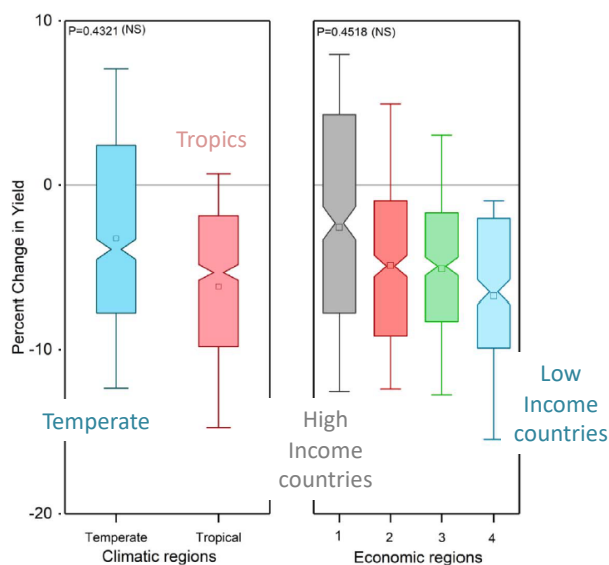 10
P=0.4321 (NS)
P=0.4518 (NS)
Tropics
0
Percent Change in Yield
-10
Temperate
High
Income
countries
Low
Income
countries
-20
Temperate
Tropical
1
2
3
4
Climatic regions
Economic regions